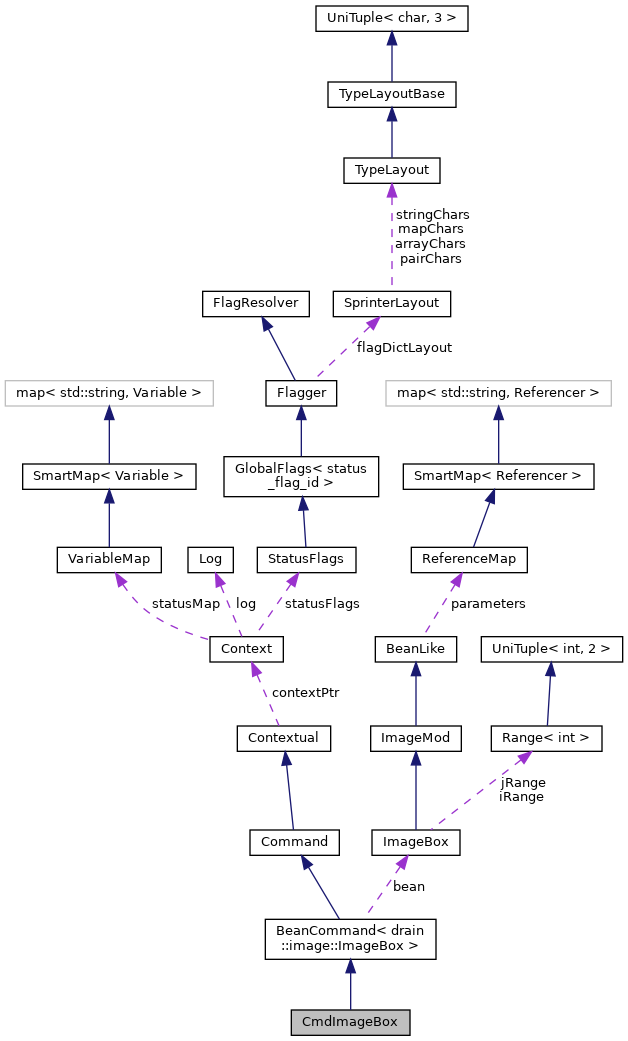 UniTuple< char, 3 >
TypeLayoutBase
TypeLayout
stringChars
mapChars
arrayChars
pairChars
FlagResolver
SprinterLayout
flagDictLayout
map< std::string, Variable >
Flagger
map< std::string, Referencer >
SmartMap< Variable >
GlobalFlags< status
_flag_id >
SmartMap< Referencer >
VariableMap
Log
StatusFlags
ReferenceMap
statusMap
log
statusFlags
parameters
Context
BeanLike
UniTuple< int, 2 >
contextPtr
Contextual
ImageMod
Range< int >
jRange
iRange
Command
ImageBox
bean
BeanCommand< drain
::image::ImageBox >
CmdImageBox